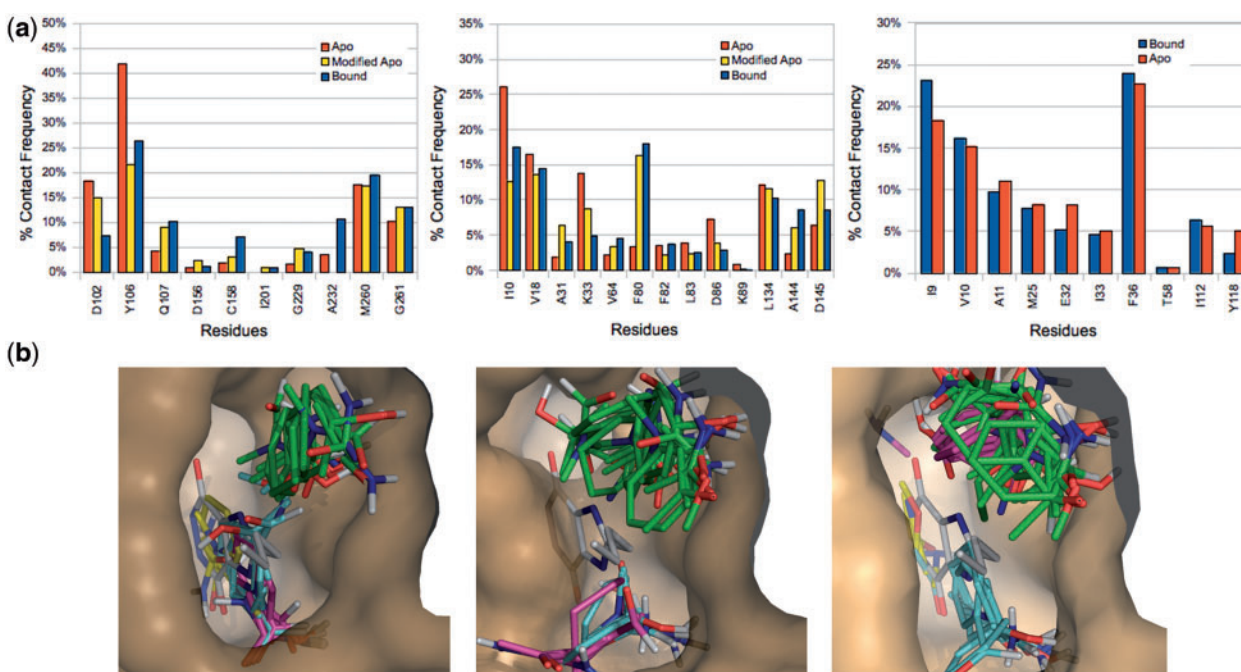 (a)
50%
45%
40%
35%
30%
25%
20%
15%
10%
5%
0%
% Contact Frequency
Apo
Modified Apo
Bound
D102
Y106
Q107
D156
C158
I201
G229
A232
M260
G261
Residues
35%
30%
25%
20%
15%
10%
5%
0%
% Contact Frequency
Apo
Modified Apo
Bound
I10
V18
A31
K33
V64
F80
F82
L83
D86
K89
L134
A144
D145
Residues
30%
25%
20%
15%
10%
5%
0%
% Contact Frequency
Bound
Apo
I9
V10
A11
M25
E32
I33
F36
T58
I112
Y118
Residues
(b)